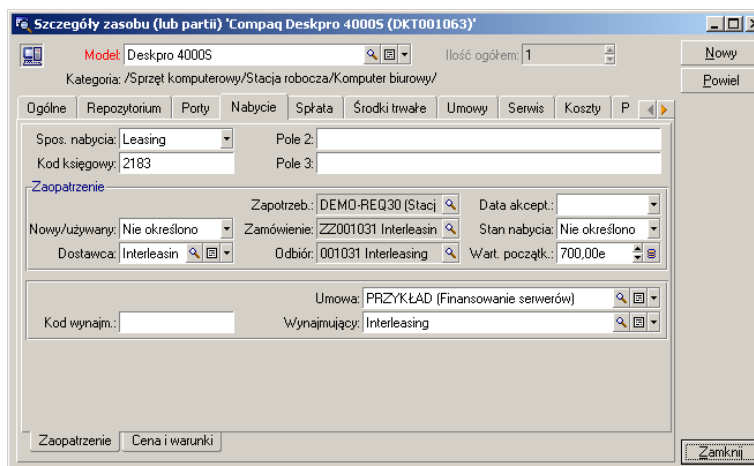 Szczegóły zasobu (lub partii) 'Compaq Deskpro 4000S (DKT001063)'
Model: Deskpro 4000S Ilość ogółem: 1 Nowy
Kategoria: /Sprzęt komputerowy/Stacja robocza/Komputer biurowy/ Powiel
Ogólne Repozytorium Porty Nabycie Spłata Środki trwałe Umowy Serwis Koszty P
Spos. nabycia: Leasing Pole 2:
Kod księgowy: 2183 Pole 3:
Zaopatrzenie
Zapotrzeb.: DEMO-REQ30 (Stacj Data akcept.:
Nowy/używany: Nie określono Zamówienie: ZZ001031 Interleasin Stan nabycia: Nie określono
Dostawca: Interleasin Odbiór: 001031 Interleasing Wart. początk.: 700,00e
Umowa: PRZYKŁAD (Finansowanie serwerów)
Kod wynajm.: Wynajmujący: Interleasing
Zaopatrzenie Cena i warunki
Zamknij